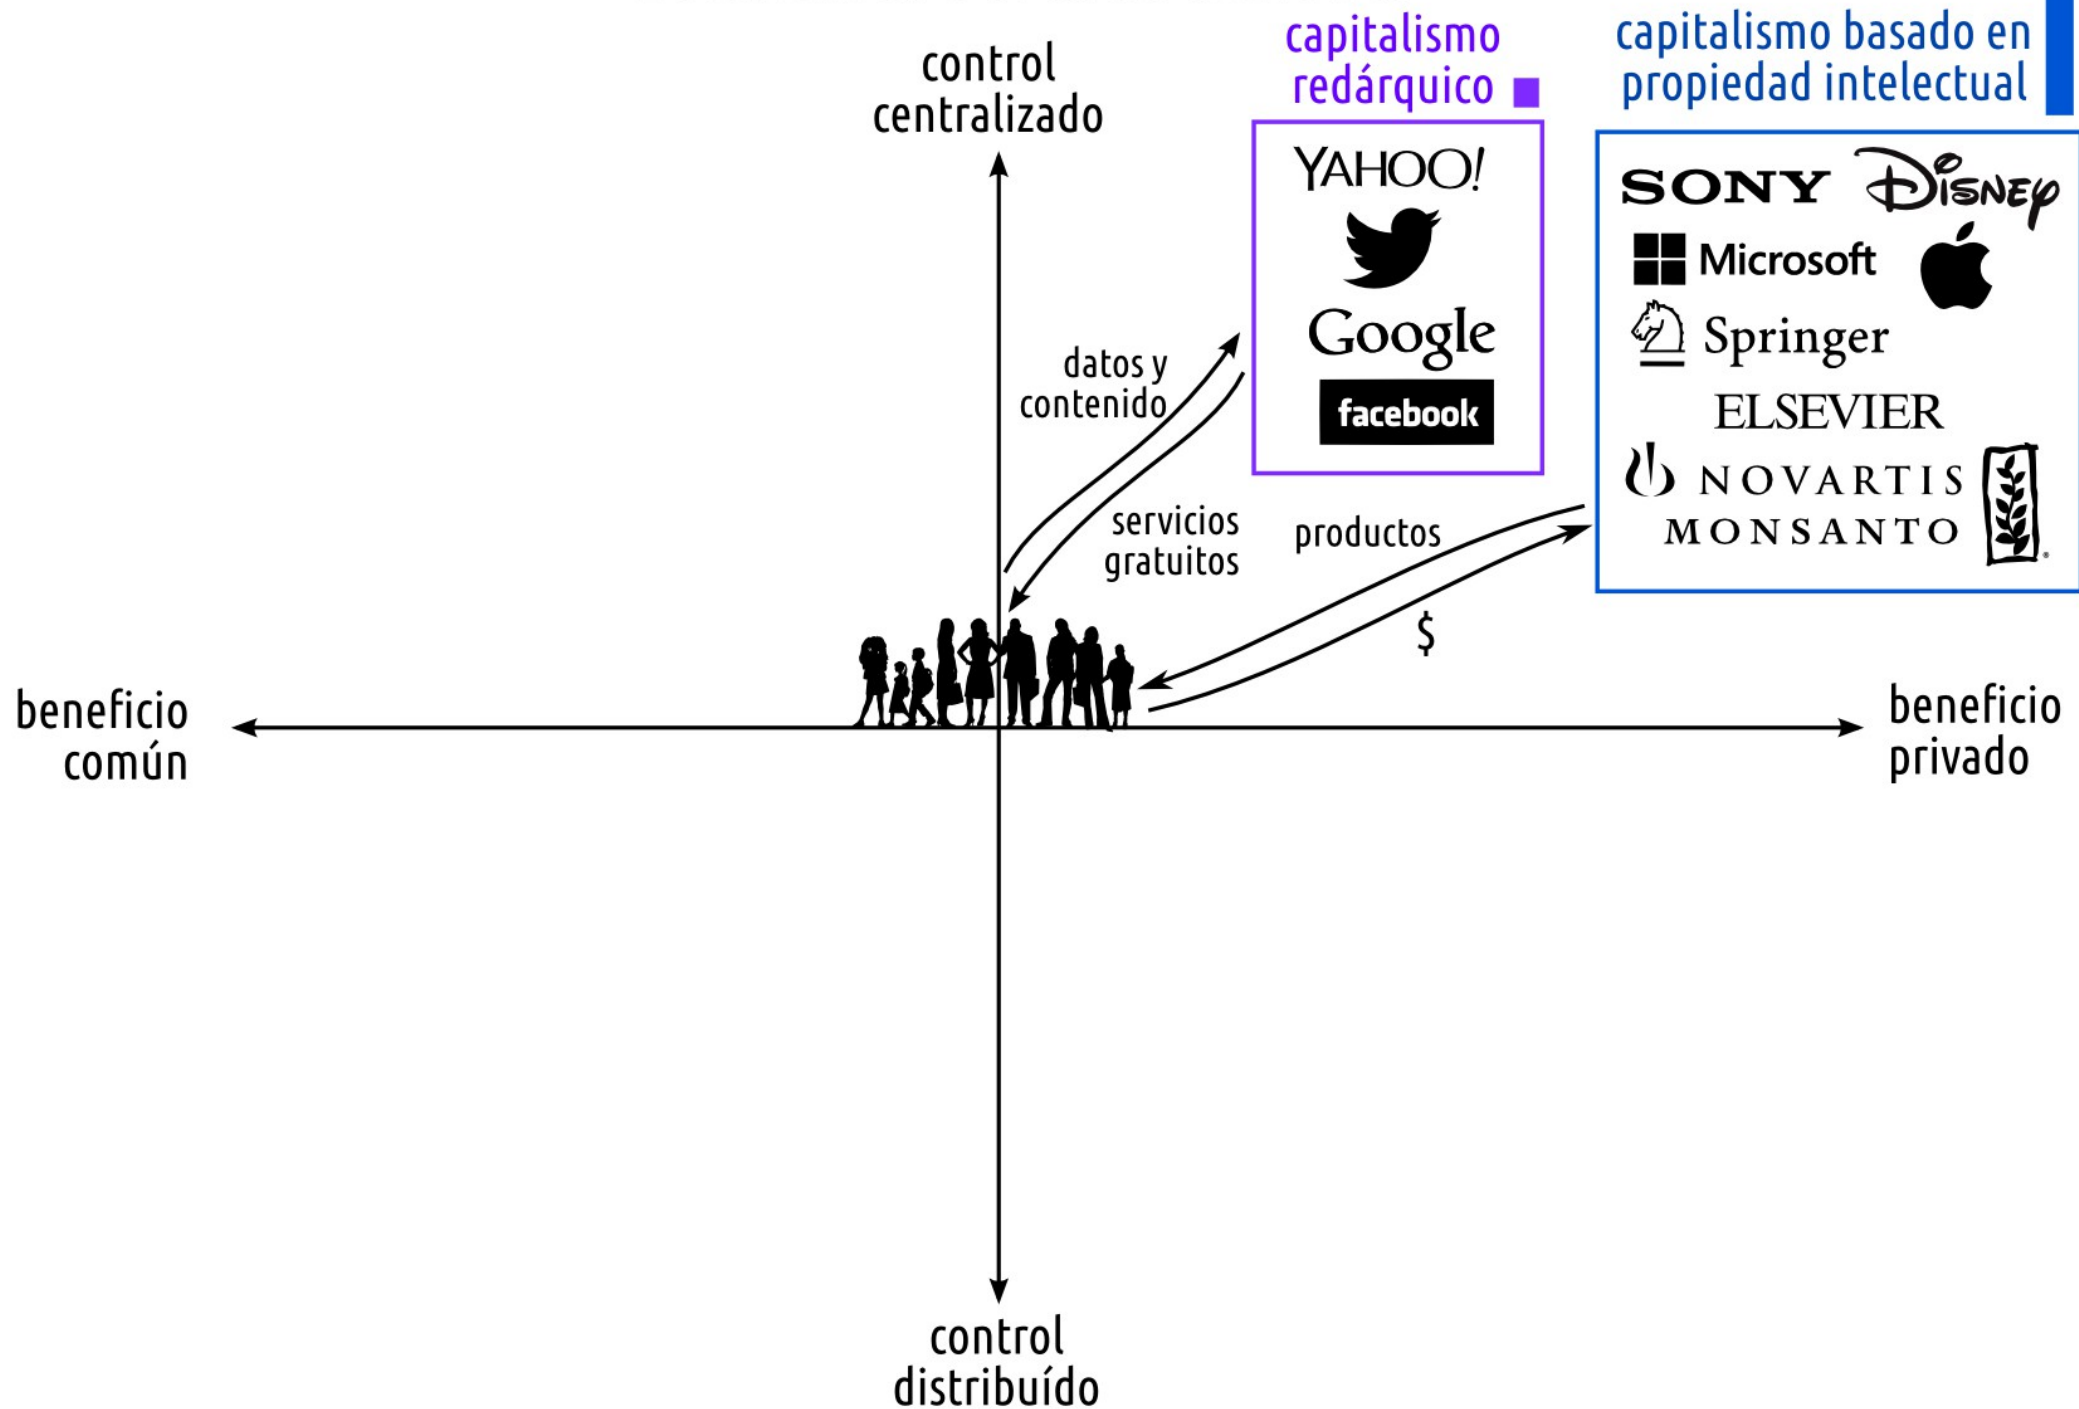 control
centralizado
capitalismo
redárquico
YAHOO!
Google
facebook
capitalismo basado en
propiedad intelectual
SONY DISNEY
Microsoft
Springer
ELSEVIER
NOVARTIS
MONSANTO
datos y
contenido
servicios
gratuitos
productos
$
beneficio
común
beneficio
privado
control
distribuído